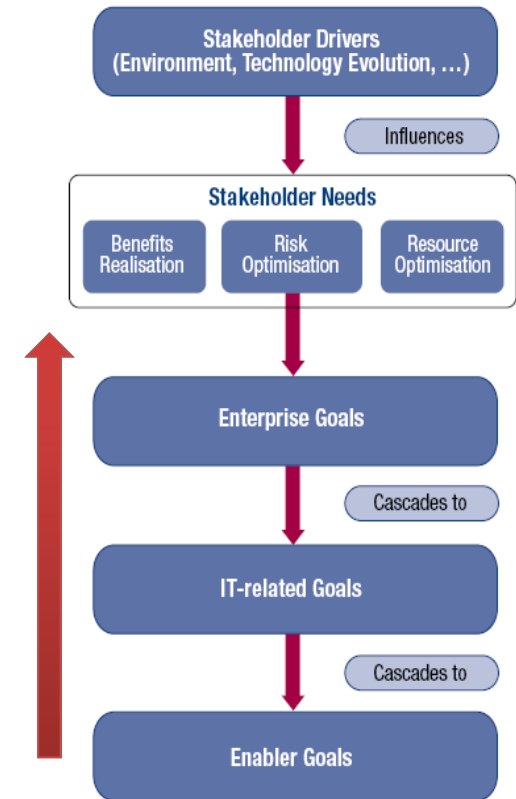 Stakeholder Drivers
(Environment, Technology Evolution, …)
Influences
Stakeholder Needs
Benefits
Realisation
Risk
Optimisation
Resource
Optimisation
Enterprise Goals
Cascades to
IT-related Goals
Cascades to
Enabler Goals